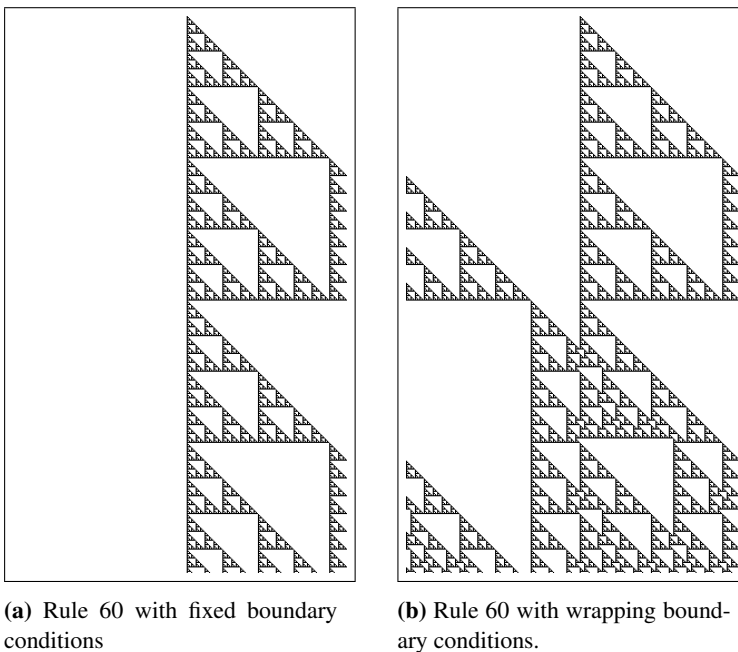 (a) Rule 60 with fixed boundary
conditions
(b) Rule 60 with wrapping bound-
ary conditions.